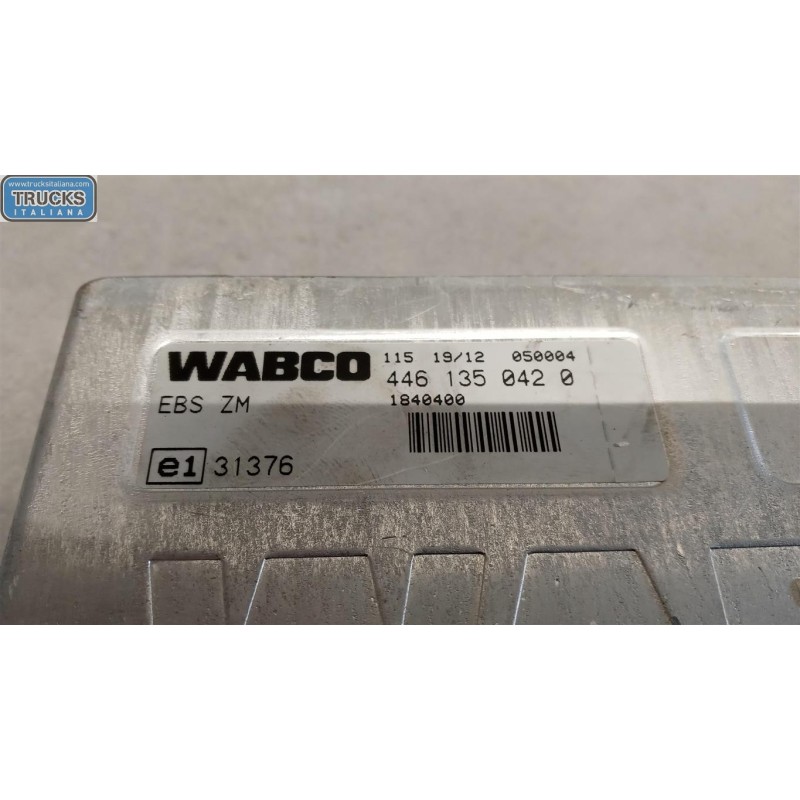 www.trucksitaliana.com
TRUCKS
ITALIANA
WABCO 115 19/12 050004
446 135 042 0
EBS ZM 1840400
e1 31376